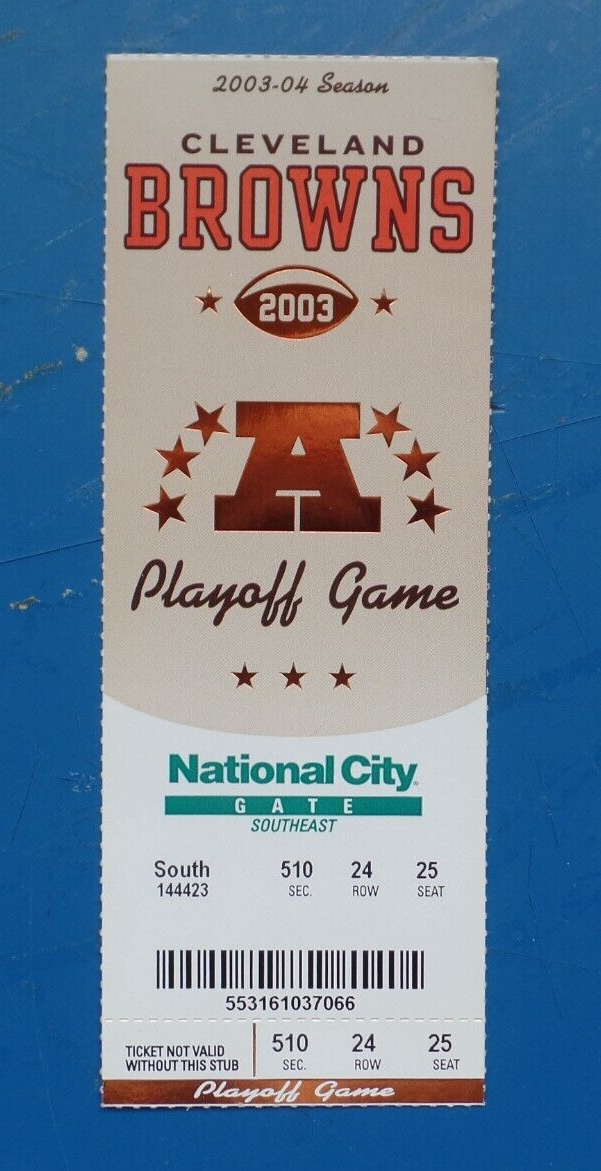 2003-04 Season
CLEVELAND
BROWNS
2003
A
Playoff Game
National City
GATE
SOUTHEAST
South 510 24 25
144423 SEC. ROW SEAT
553161037066
TICKET NOT VALID 510 24 25
WITHOUT THIS STUB SEC. ROW SEAT
Playoff Game